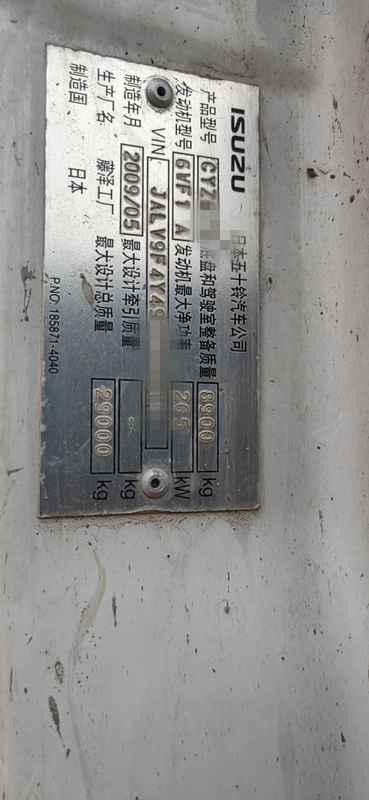 ISUZU 日本五十铃汽车公司
产品型号 CYZ 底盘和驾驶室整备质量 8900 kg
发动机型号 6WF1 A 发动机最大净功率 265 kW
VIN JALV9F4Y49
制造年月 2009/05 最大设计牵引质量 - kg
生产厂名 藤泽工厂 最大设计总质量 29000 kg
制造国 日本
P.NO. 185871-4040